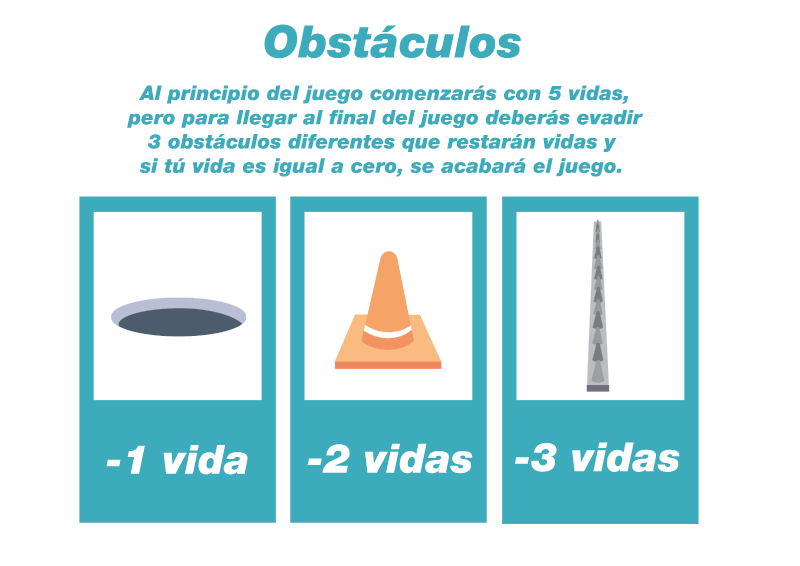 Obstáculos
Al principio del juego comenzarás con 5 vidas,
pero para llegar al final del juego deberás evadir
3 obstáculos diferentes que restarán vidas y
si tú vida es igual a cero, se acabará el juego.
-1 vida
-2 vidas
-3 vidas